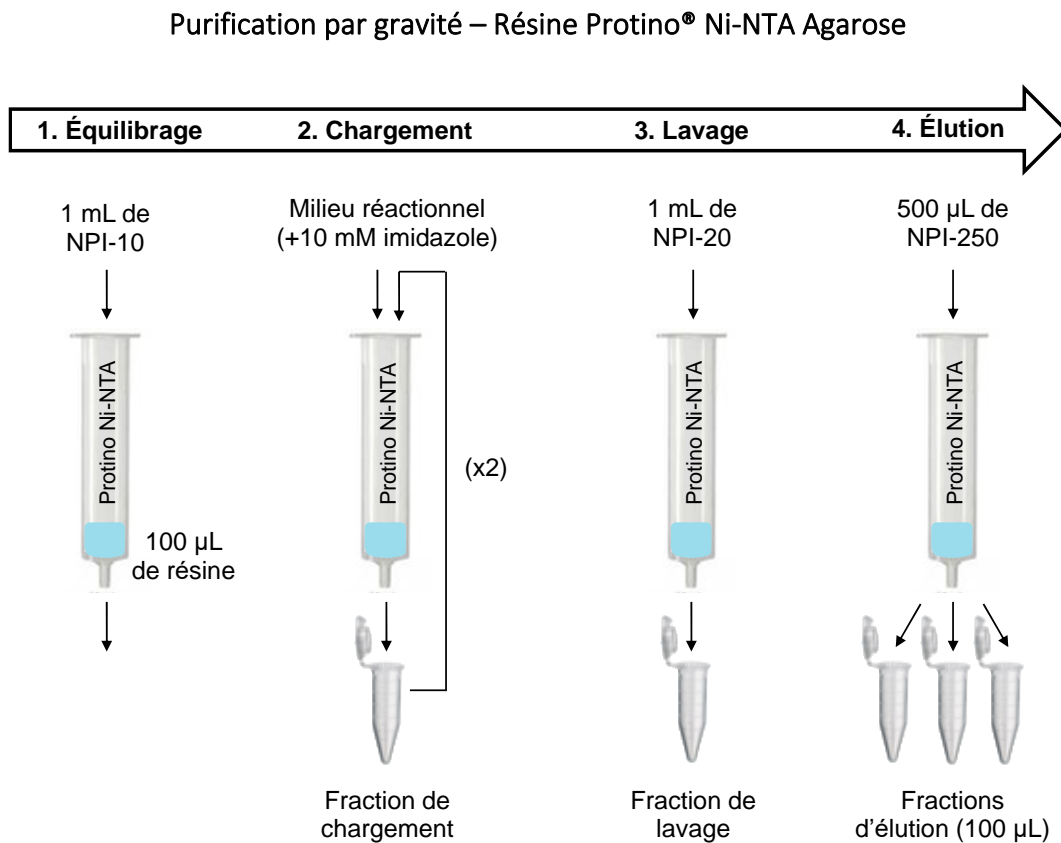 Purification par gravité – Résine Protino® Ni-NTA Agarose
1. Équilibrage
2. Chargement
3. Lavage
4. Élution
1 mL de
NPI-10
Milieu réactionnel
(+10 mM imidazole)
1 mL de
NPI-20
500 µL de
NPI-250
Protino Ni-NTA
Protino Ni-NTA
Protino Ni-NTA
Protino Ni-NTA
(x2)
100 µL
de résine
Fraction de
chargement
Fraction de
lavage
Fractions
d'élution (100 µL)